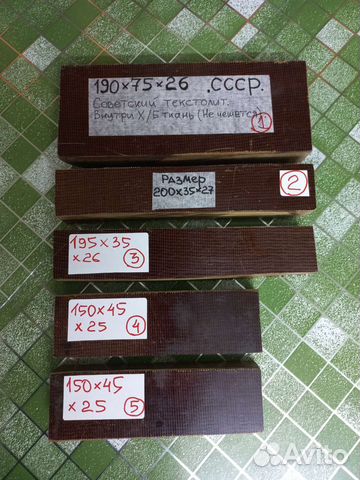 190×75×26 .СССР.
Советский текстолит.
Внутри Х/Б ткань (Не чешется)
1
Размер
200×35×27
2
195×35
×26 3
150×45
×25 4
150×45
×25 5
Avito